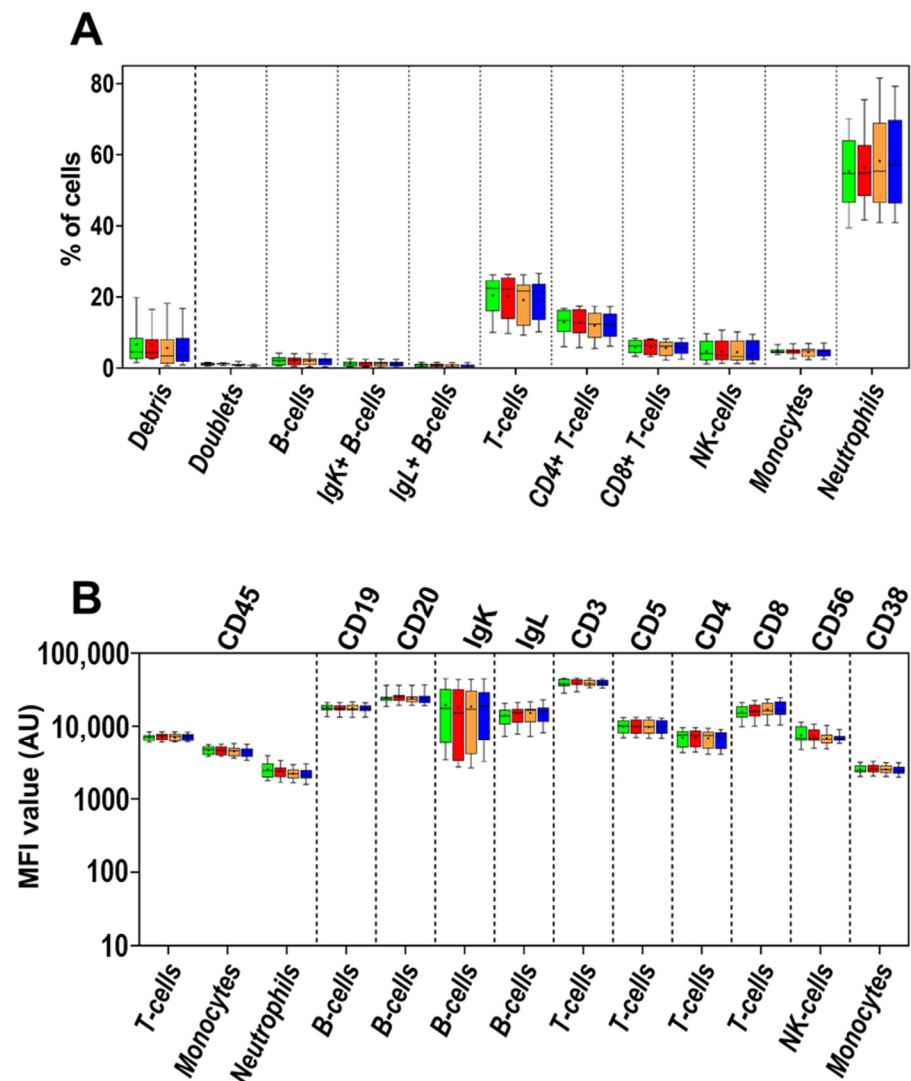 A
% of cells
80
60
40
20
0
Debris
Doublets
B-cells
IgK+ B-cells
IgL+ B-cells
T-cells
CD4+ T-cells
CD8+ T-cells
NK-cells
Monocytes
Neutrophils
B
CD45
CD19
CD20
IgK
IgL
CD3
CD5
CD4
CD8
CD56
CD38
MFI value (AU)
100,000
10,000
1000
100
10
T-cells
Monocytes
Neutrophils
B-cells
B-cells
B-cells
B-cells
T-cells
T-cells
T-cells
T-cells
NK-cells
Monocytes